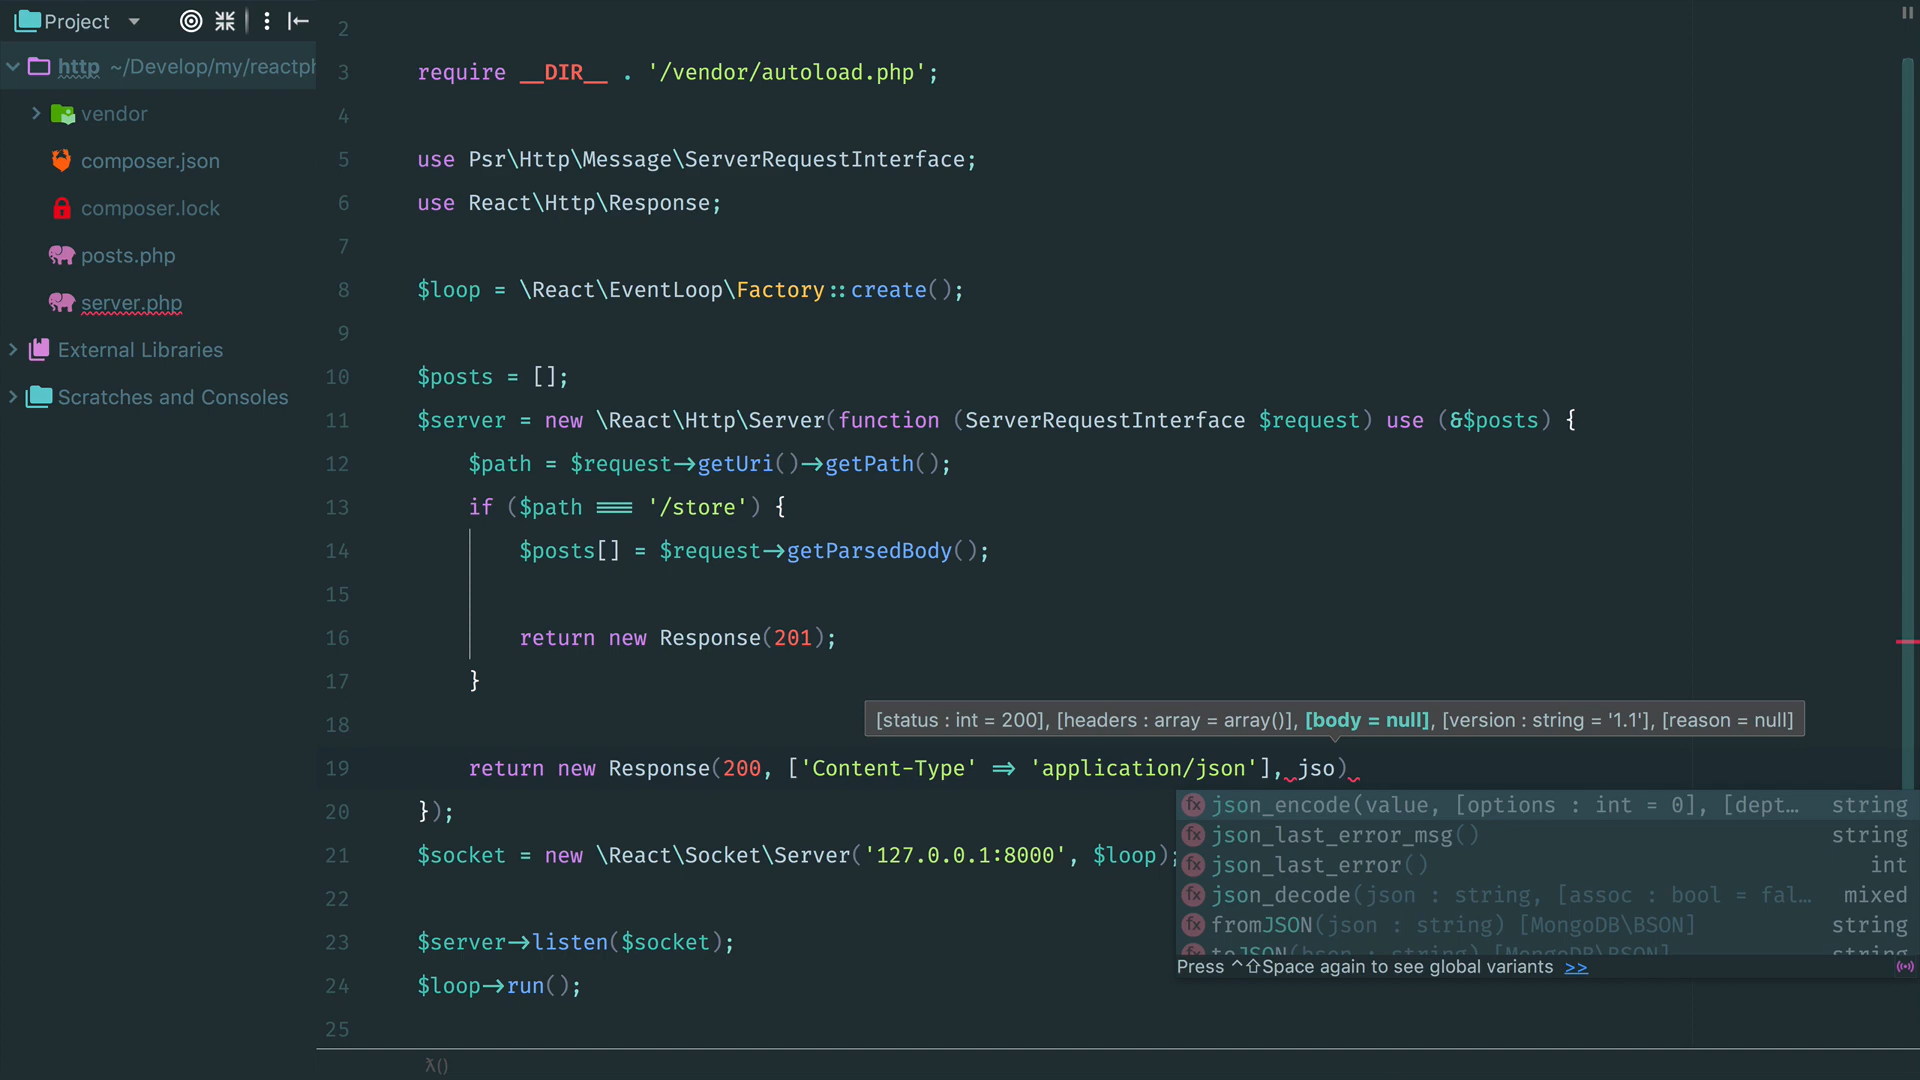 Project
http ~/Develop/my/reactph
vendor
composer.json
composer.lock
posts.php
server.php
External Libraries
Scratches and Consoles
2
3 require __DIR__ . '/vendor/autoload.php';
4
5 use Psr\Http\Message\ServerRequestInterface;
6 use React\Http\Response;
7
8 $loop = \React\EventLoop\Factory::create();
9
10 $posts = [];
11 $server = new \React\Http\Server(function (ServerRequestInterface $request) use (&$posts) {
12 $path = $request->getUri()->getPath();
13 if ($path === '/store') {
14 $posts[] = $request->getParsedBody();
15
16 return new Response(201);
17 }
18
[status : int = 200], [headers : array = array()], [body = null], [version : string = '1.1'], [reason = null]
19 return new Response(200, ['Content-Type' => 'application/json'], jso)
20 });
21 $socket = new \React\Socket\Server('127.0.0.1:8000', $loop);
22
23 $server->listen($socket);
24 $loop->run();
25
json_encode(value, [options : int = 0], [dept… string
json_last_error_msg() string
json_last_error() int
json_decode(json : string, [assoc : bool = fal… mixed
fromJSON(json : string) [MongoDB\BSON] string
toJSON(bson : string) [MongoDB\BSON] string
Press ^⇧Space again to see global variants >>
ƛ()